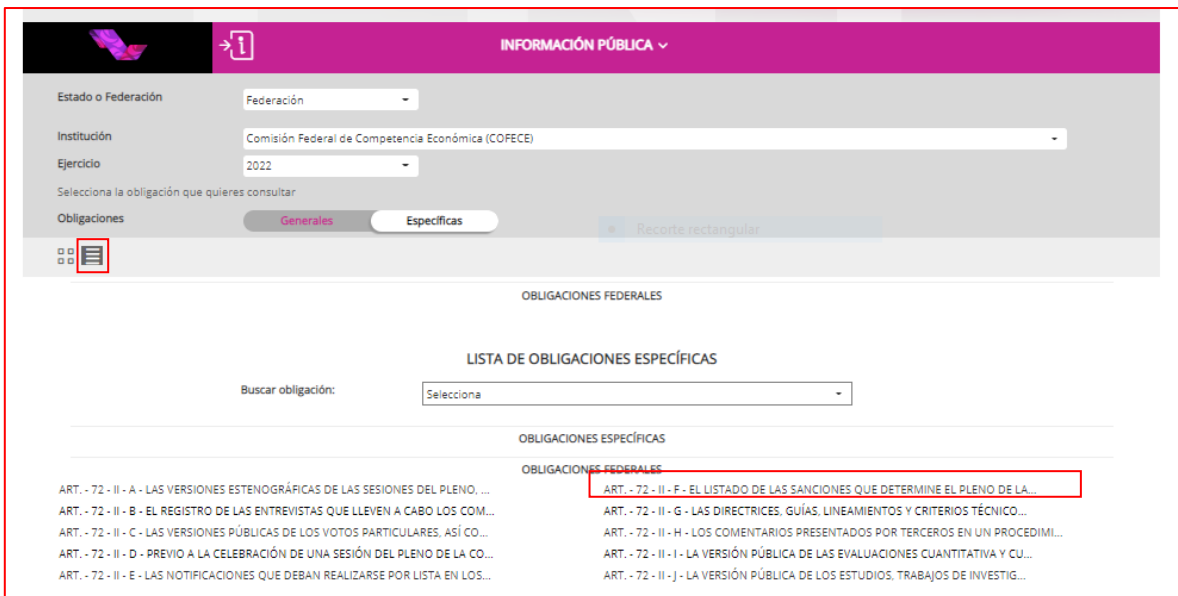 INFORMACIÓN PÚBLICA
Estado o Federación
Federación
Institución
Comisión Federal de Competencia Económica (COFECE)
Ejercicio
2022
Selecciona la obligación que quieres consultar
Obligaciones
Generales
Específicas
Recorte rectangular
OBLIGACIONES FEDERALES
LISTA DE OBLIGACIONES ESPECÍFICAS
Buscar obligación:
Selecciona
OBLIGACIONES ESPECÍFICAS
OBLIGACIONES FEDERALES
ART. - 72 - II - A - LAS VERSIONES ESTENOGRÁFICAS DE LAS SESIONES DEL PLENO, ...
ART. - 72 - II - B - EL REGISTRO DE LAS ENTREVISTAS QUE LLEVEN A CABO LOS COM...
ART. - 72 - II - C - LAS VERSIONES PÚBLICAS DE LOS VOTOS PARTICULARES, ASÍ CO...
ART. - 72 - II - D - PREVIO A LA CELEBRACIÓN DE UNA SESIÓN DEL PLENO DE LA CO...
ART. - 72 - II - E - LAS NOTIFICACIONES QUE DEBAN REALIZARSE POR LISTA EN LOS...
ART. - 72 - II - F - EL LISTADO DE LAS SANCIONES QUE DETERMINE EL PLENO DE LA...
ART. - 72 - II - G - LAS DIRECTRICES, GUÍAS, LINEAMIENTOS Y CRITERIOS TÉCNICO...
ART. - 72 - II - H - LOS COMENTARIOS PRESENTADOS POR TERCEROS EN UN PROCEDIMI...
ART. - 72 - II - I - LA VERSIÓN PÚBLICA DE LAS EVALUACIONES CUANTITATIVA Y CU...
ART. - 72 - II - J - LA VERSIÓN PÚBLICA DE LOS ESTUDIOS, TRABAJOS DE INVESTIG...